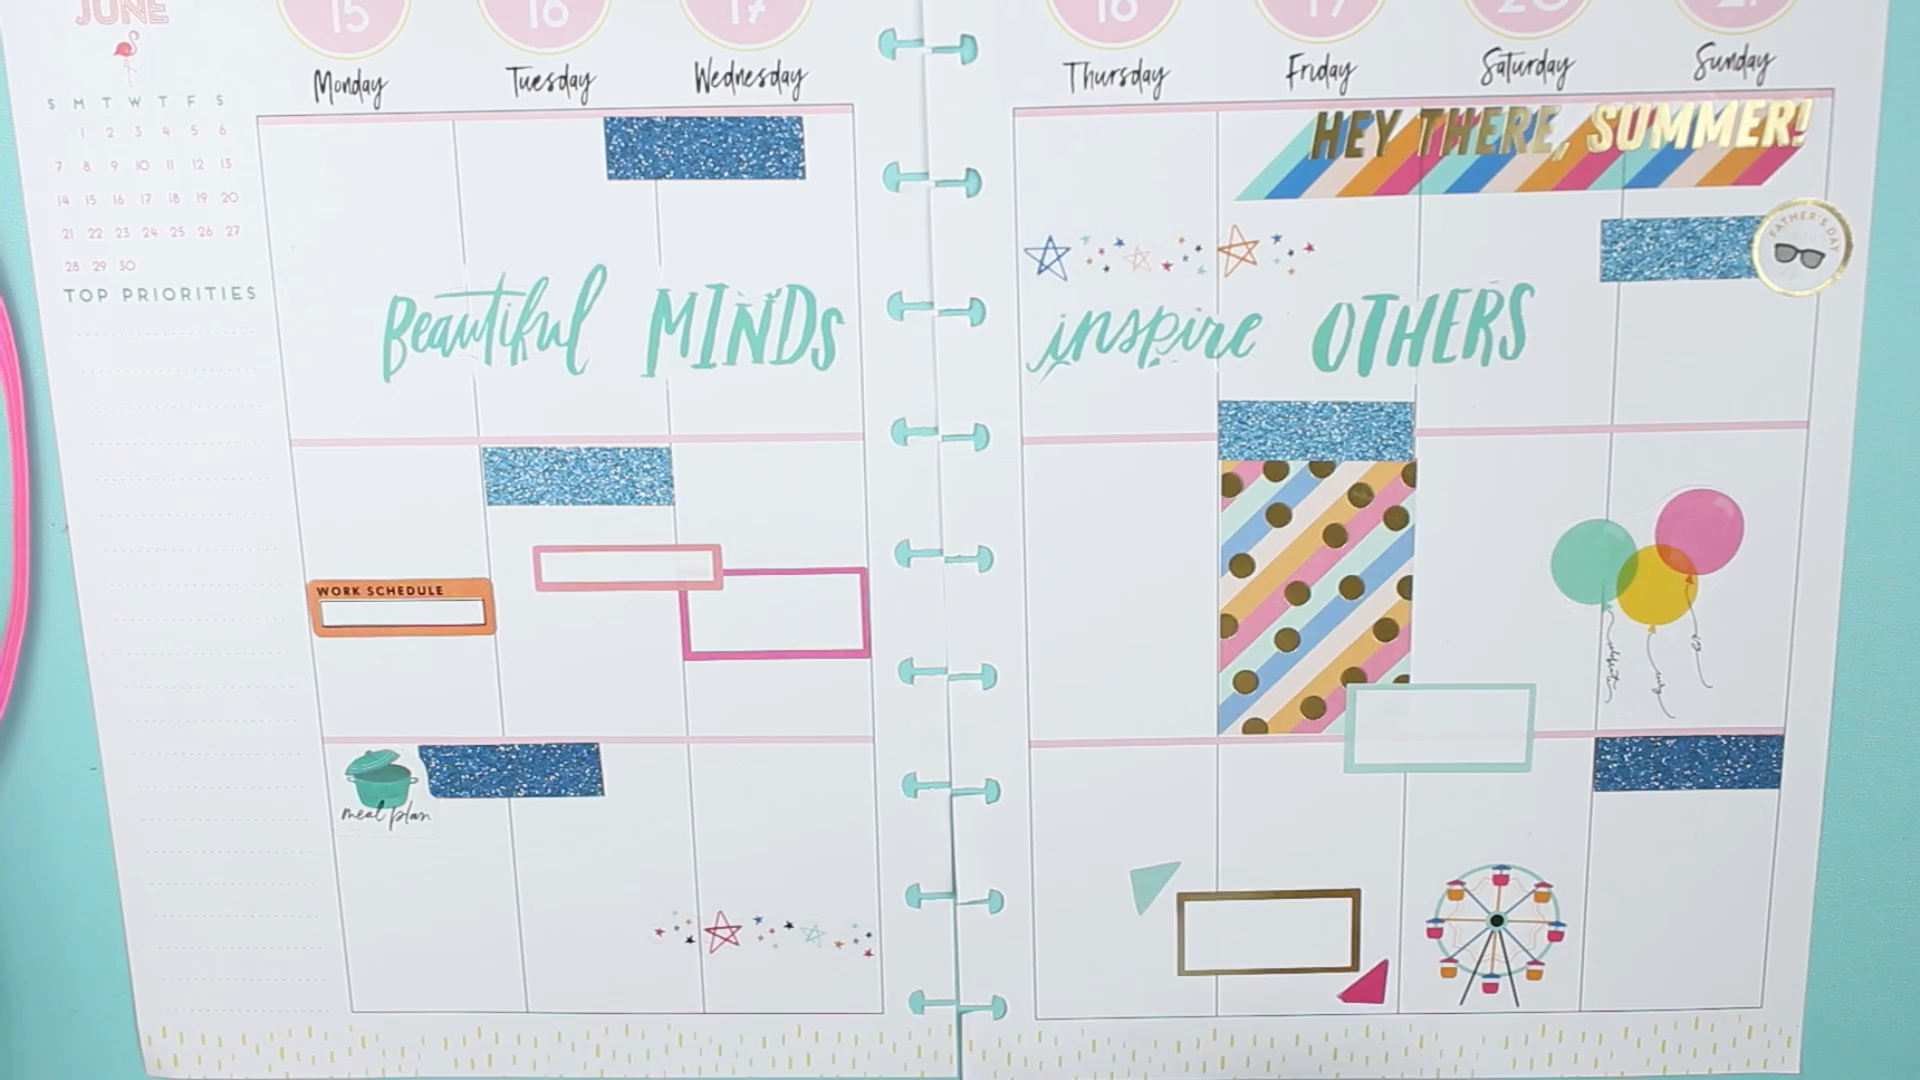 JUNE
15 16 17 18 19 20 21
Monday Tuesday Wednesday Thursday Friday Saturday Sunday
S M T W T F S
1 2 3 4 5 6
7 8 9 10 11 12 13
14 15 16 17 18 19 20
21 22 23 24 25 26 27
28 29 30
TOP PRIORITIES
HEY THERE, SUMMER!
FATHER'S DAY
Beautiful MINDS inspire OTHERS
WORK SCHEDULE
meal plan